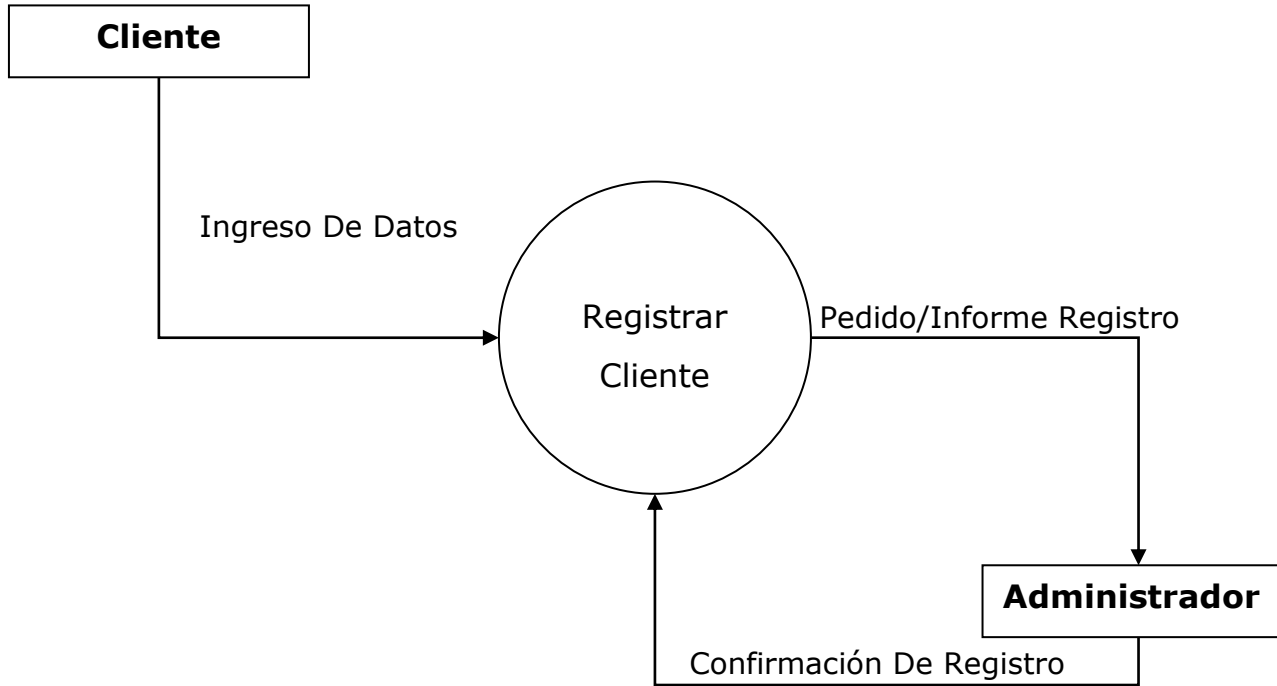 Cliente
Ingreso De Datos
Registrar
Cliente
Pedido/Informe Registro
Administrador
Confirmación De Registro